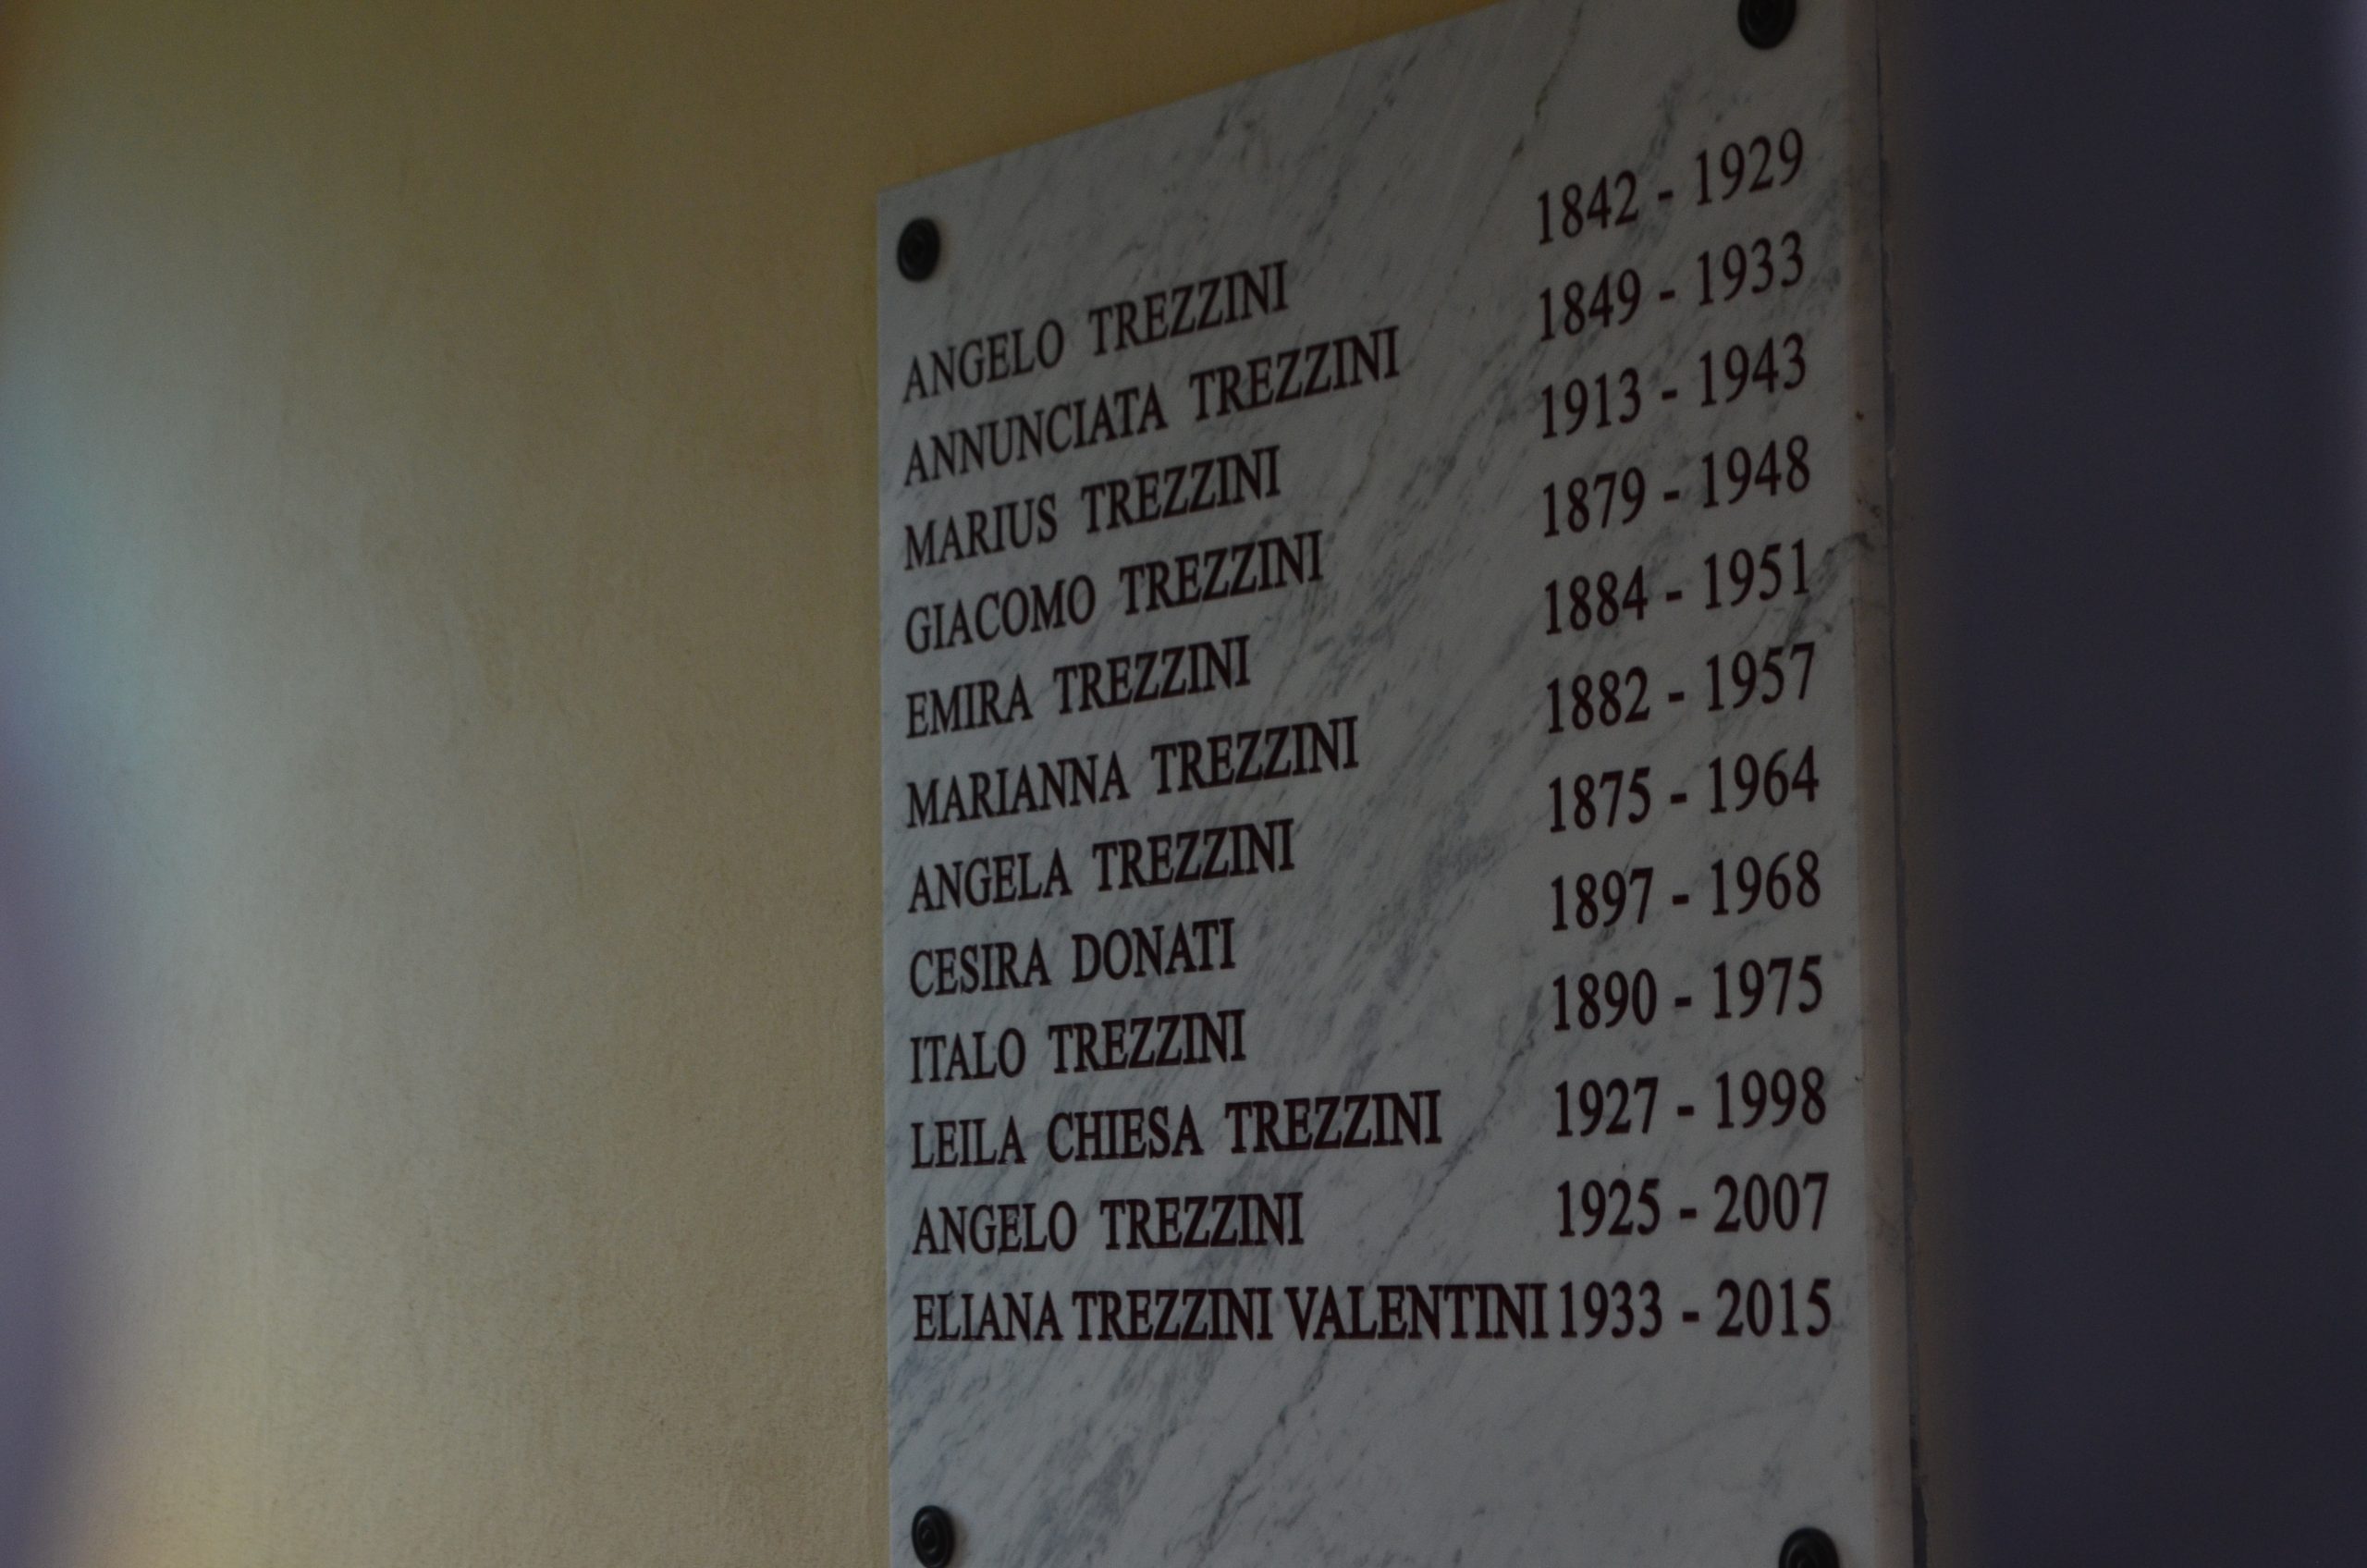 ANGELO TREZZINI 1842 - 1929
ANNUNCIATA TREZZINI 1849 - 1933
MARIUS TREZZINI 1913 - 1943
GIACOMO TREZZINI 1879 - 1948
EMIRA TREZZINI 1884 - 1951
MARIANNA TREZZINI 1882 - 1957
ANGELA TREZZINI 1875 - 1964
CESIRA DONATI 1897 - 1968
ITALO TREZZINI 1890 - 1975
LEILA CHIESA TREZZINI 1927 - 1998
ANGELO TREZZINI 1925 - 2007
ELIANA TREZZINI VALENTINI 1933 - 2015